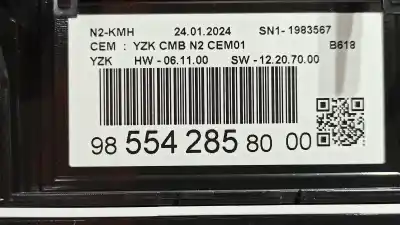 N2-KMH 24.01.2024 SN1- 1983567
CEM : YZK CMB N2 CEM01 B618
YZK HW - 06.11.00 SW - 12.20.70.00
98 554 285 80 00